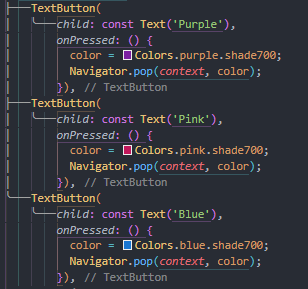 TextButton(
child: const Text('Purple'),
onPressed: () {
color = Colors.purple.shade700;
Navigator.pop(context, color);
}), // TextButton
TextButton(
child: const Text('Pink'),
onPressed: () {
color = Colors.pink.shade700;
Navigator.pop(context, color);
}), // TextButton
TextButton(
child: const Text('Blue'),
onPressed: () {
color = Colors.blue.shade700;
Navigator.pop(context, color);
}), // TextButton